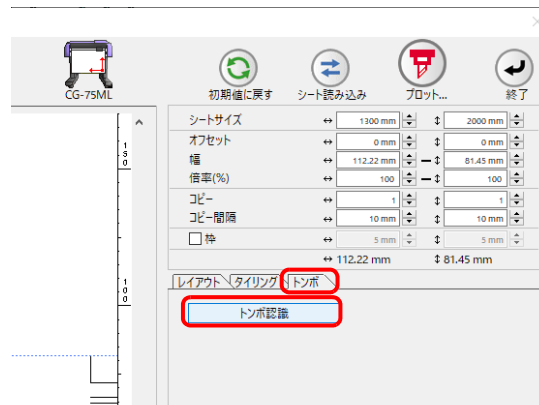 CG-75ML
初期値に戻す
シート読み込み
プロット...
終了
シートサイズ 1300 mm 2000 mm
オフセット 0 mm 0 mm
幅 112.22 mm 81.45 mm
倍率(%) 100 100
コピー 1 1
コピー間隔 10 mm 10 mm
枠 5 mm 5 mm
112.22 mm 81.45 mm
レイアウト タイリング トンボ
トンボ認識
150
100